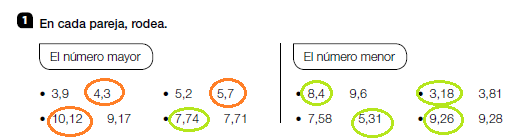 1 En cada pareja, rodea.
El número mayor
El número menor
• 3,9 4,3 • 5,2 5,7 • 8,4 9,6 • 3,18 3,81
• 10,12 9,17 • 7,74 7,71 • 7,58 5,31 • 9,26 9,28